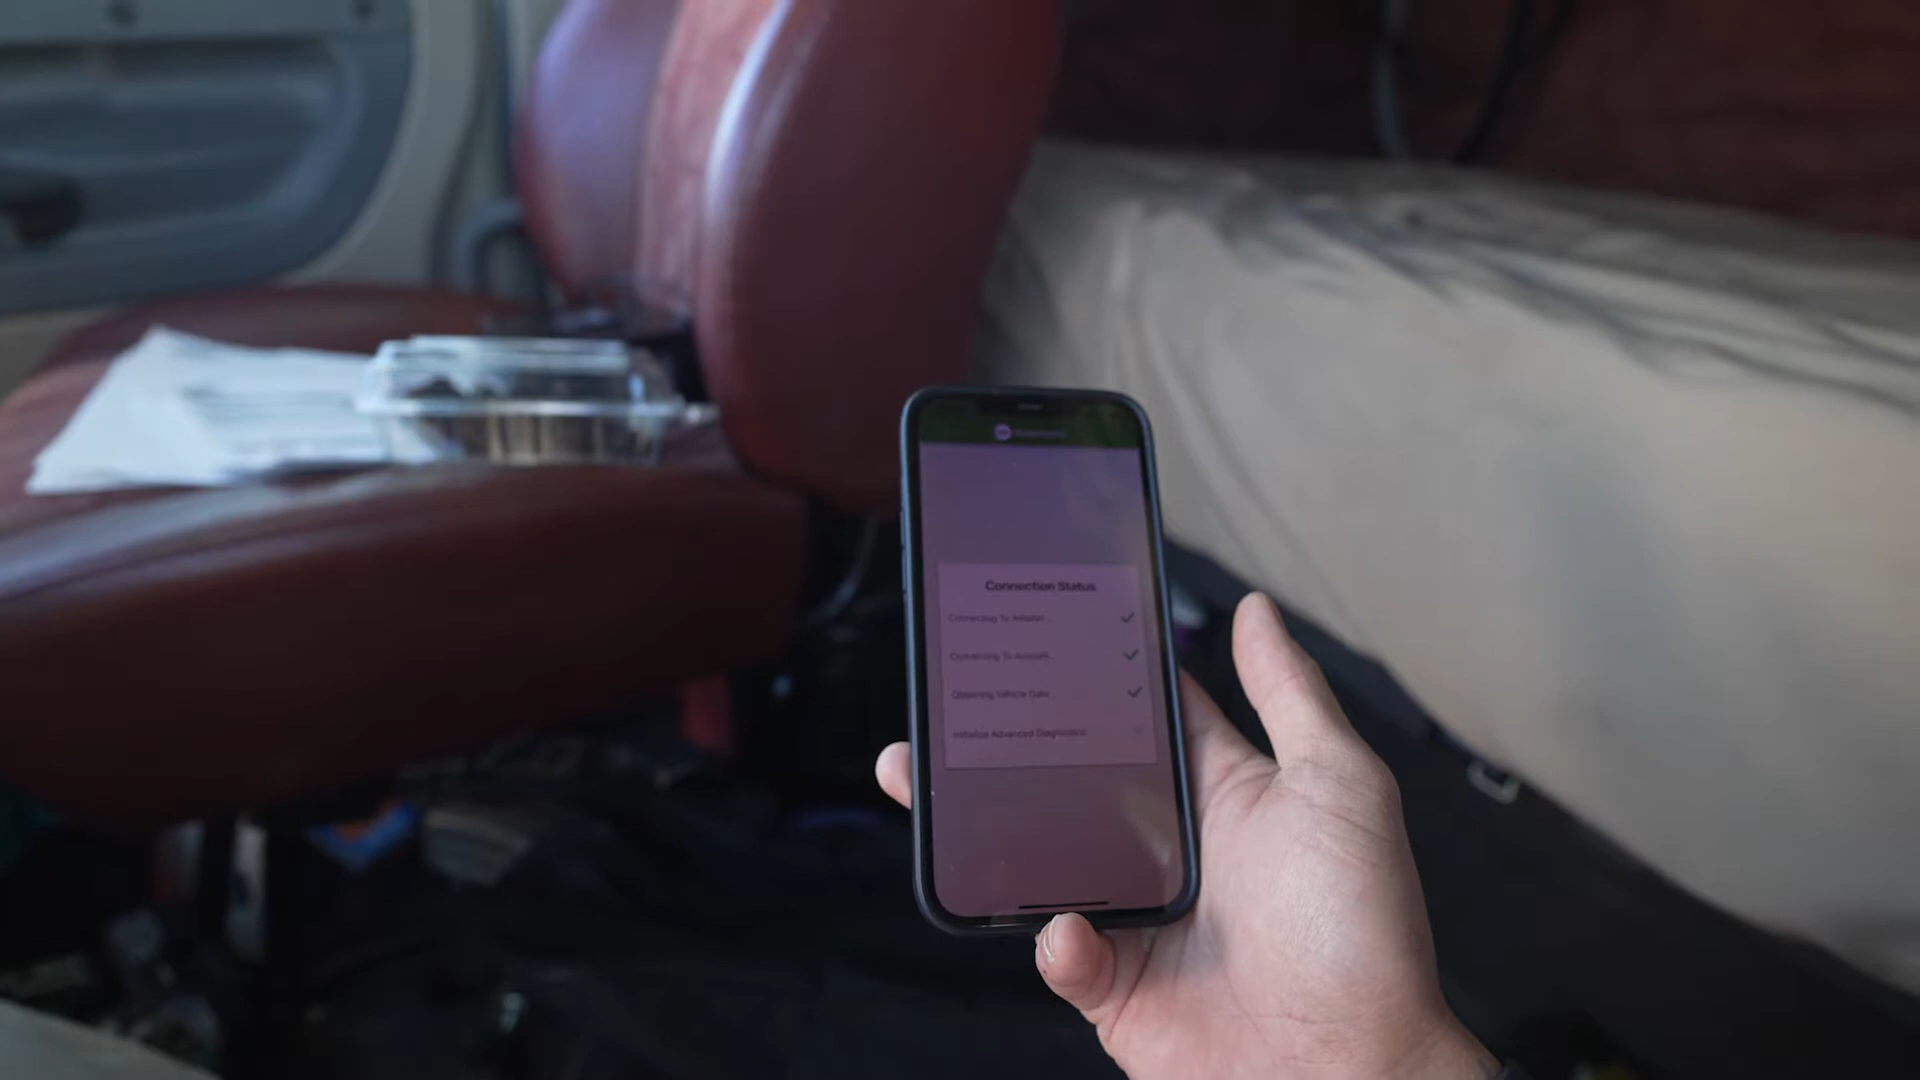 Connection Status
Connecting To Adapter ...
Connecting To Account ...
Obtaining Vehicle Data
Initialize Advanced Diagnostics